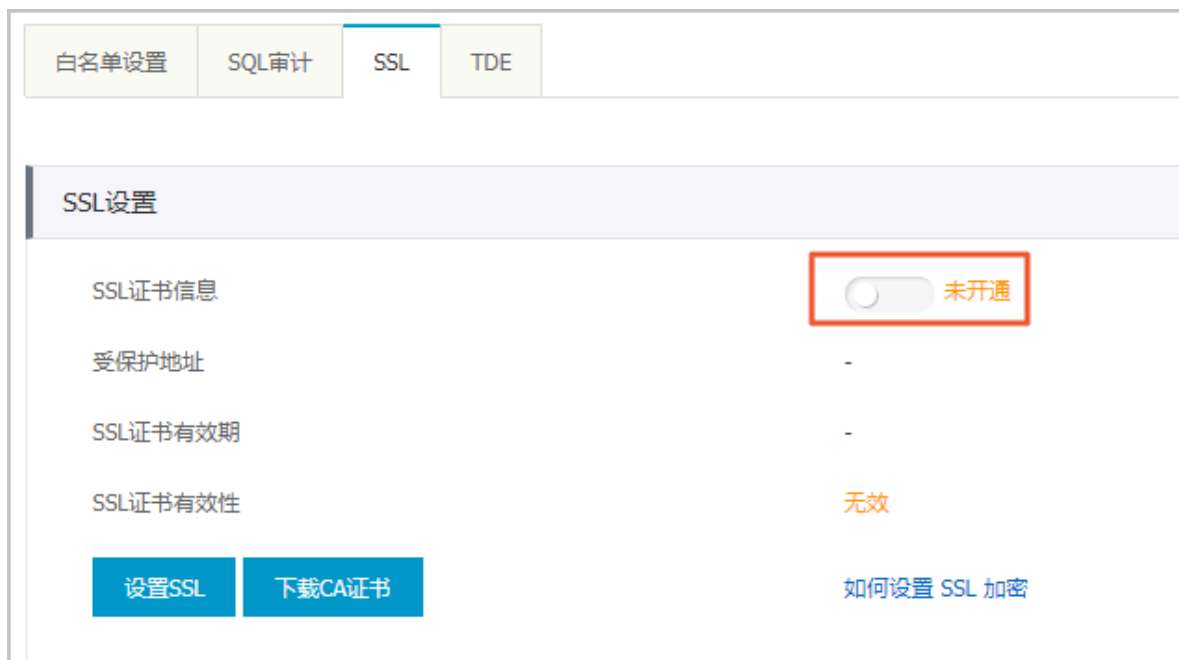 白名单设置 SQL审计 SSL TDE
SSL设置
SSL证书信息 未开通
受保护地址 -
SSL证书有效期 -
SSL证书有效性 无效
设置SSL 下载CA证书 如何设置 SSL 加密